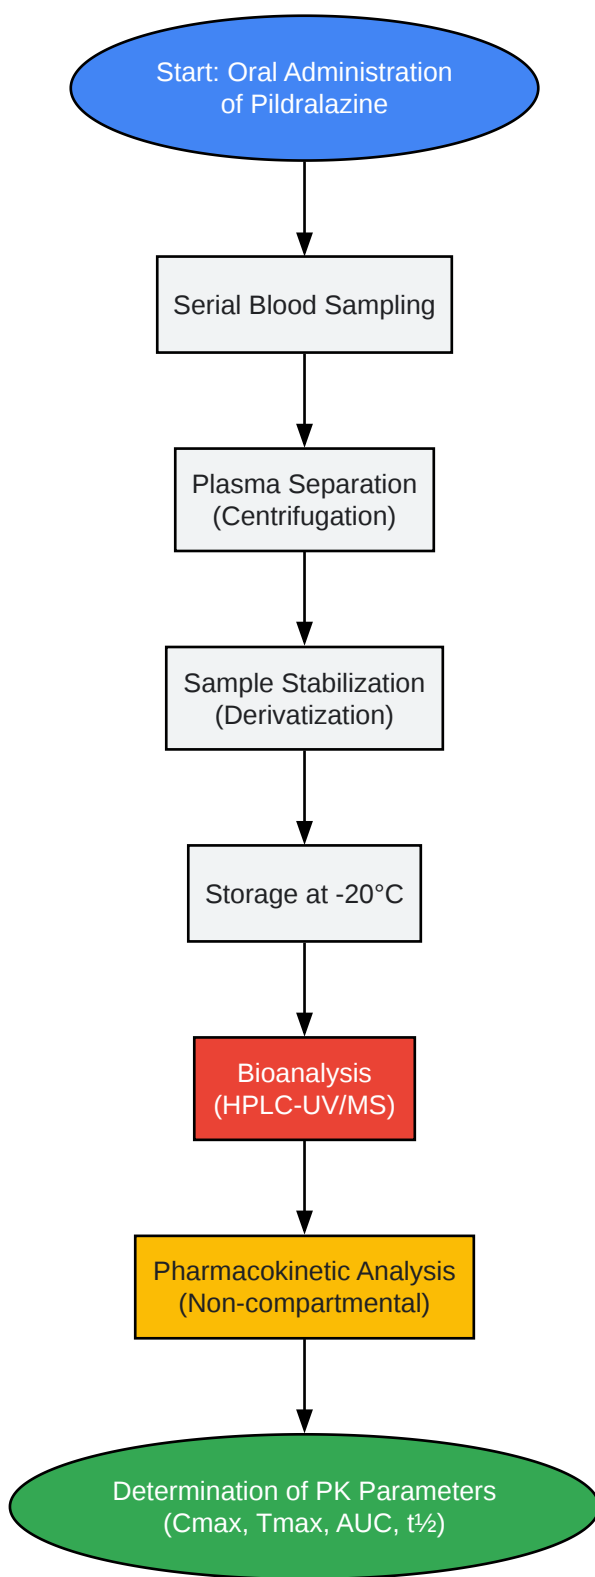 Start: Oral Administration
of Pildralazine
Serial Blood Sampling
Plasma Separation
(Centrifugation)
Sample Stabilization
(Derivatization)
Storage at -20°C
Bioanalysis
(HPLC-UV/MS)
Pharmacokinetic Analysis
(Non-compartmental)
Determination of PK Parameters
(Cmax, Tmax, AUC, t½)